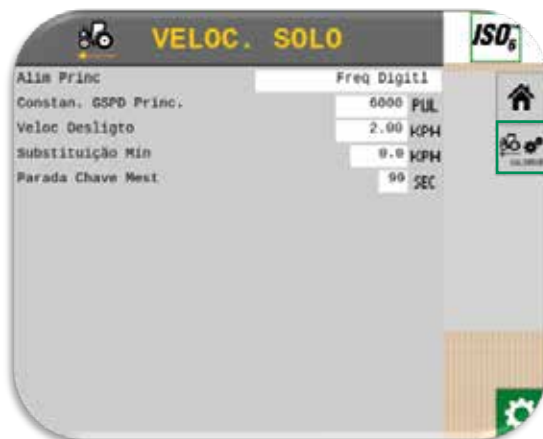 VELOC. SOLO
ISO6
Alim Princ Freq Digitl
Constan. GSPD Princ. 6000 PUL
Veloc Desligto 2.00 KPH
Substituição Min 0.0 KPH
Parada Chave Mest 99 SEC